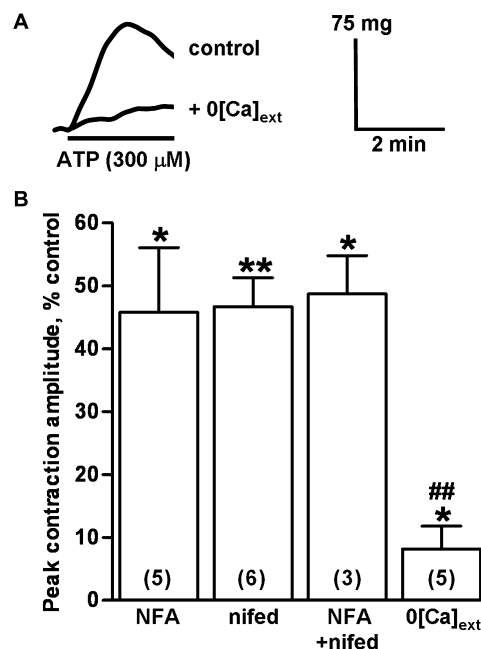 A
control
75 mg
+ 0[Ca]ext
2 min
ATP (300 µM)
B
Peak contraction amplitude, % control
60
50
40
30
20
10
0
*
**
*
##
*
(5)
(6)
(3)
(5)
NFA
nifed
NFA
+nifed
0[Ca]ext